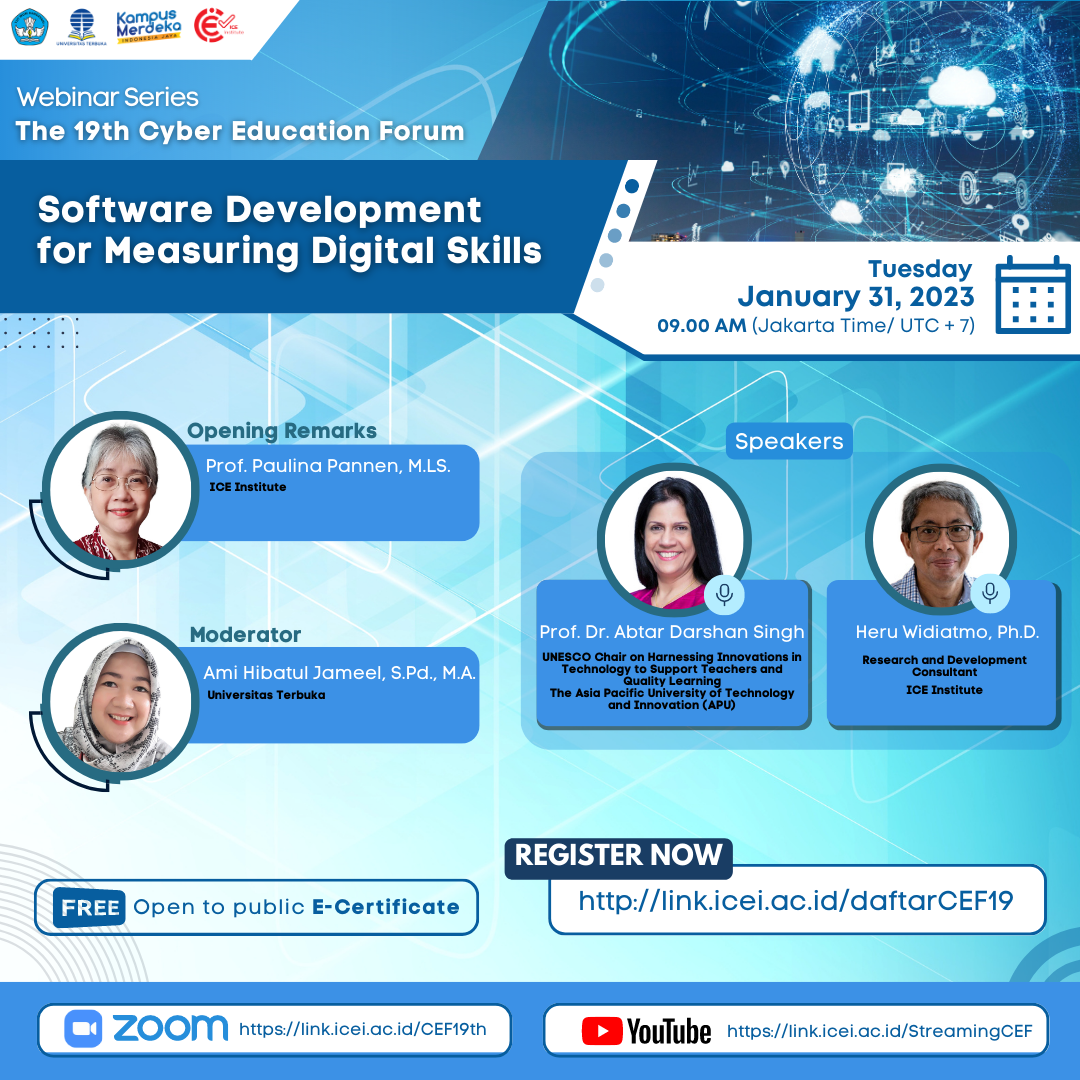 UNIVERSITAS TERBUKA
Kampus
Merdeka
INDONESIA JAYA
ICE
Institute
Webinar Series
The 19th Cyber Education Forum
Software Development
for Measuring Digital Skills
Tuesday
January 31, 2023
09.00 AM (Jakarta Time/ UTC + 7)
Opening Remarks
Prof. Paulina Pannen, M.LS.
ICE Institute
Moderator
Ami Hibatul Jameel, S.Pd., M.A.
Universitas Terbuka
Speakers
Prof. Dr. Abtar Darshan Singh
UNESCO Chair on Harnessing Innovations in
Technology to Support Teachers and
Quality Learning
The Asia Pacific University of Technology
and Innovation (APU)
Heru Widiatmo, Ph.D.
Research and Development
Consultant
ICE Institute
FREE Open to public E-Certificate
REGISTER NOW
http://link.icei.ac.id/daftarCEF19
zoom https://link.icei.ac.id/CEF19th
YouTube https://link.icei.ac.id/StreamingCEF